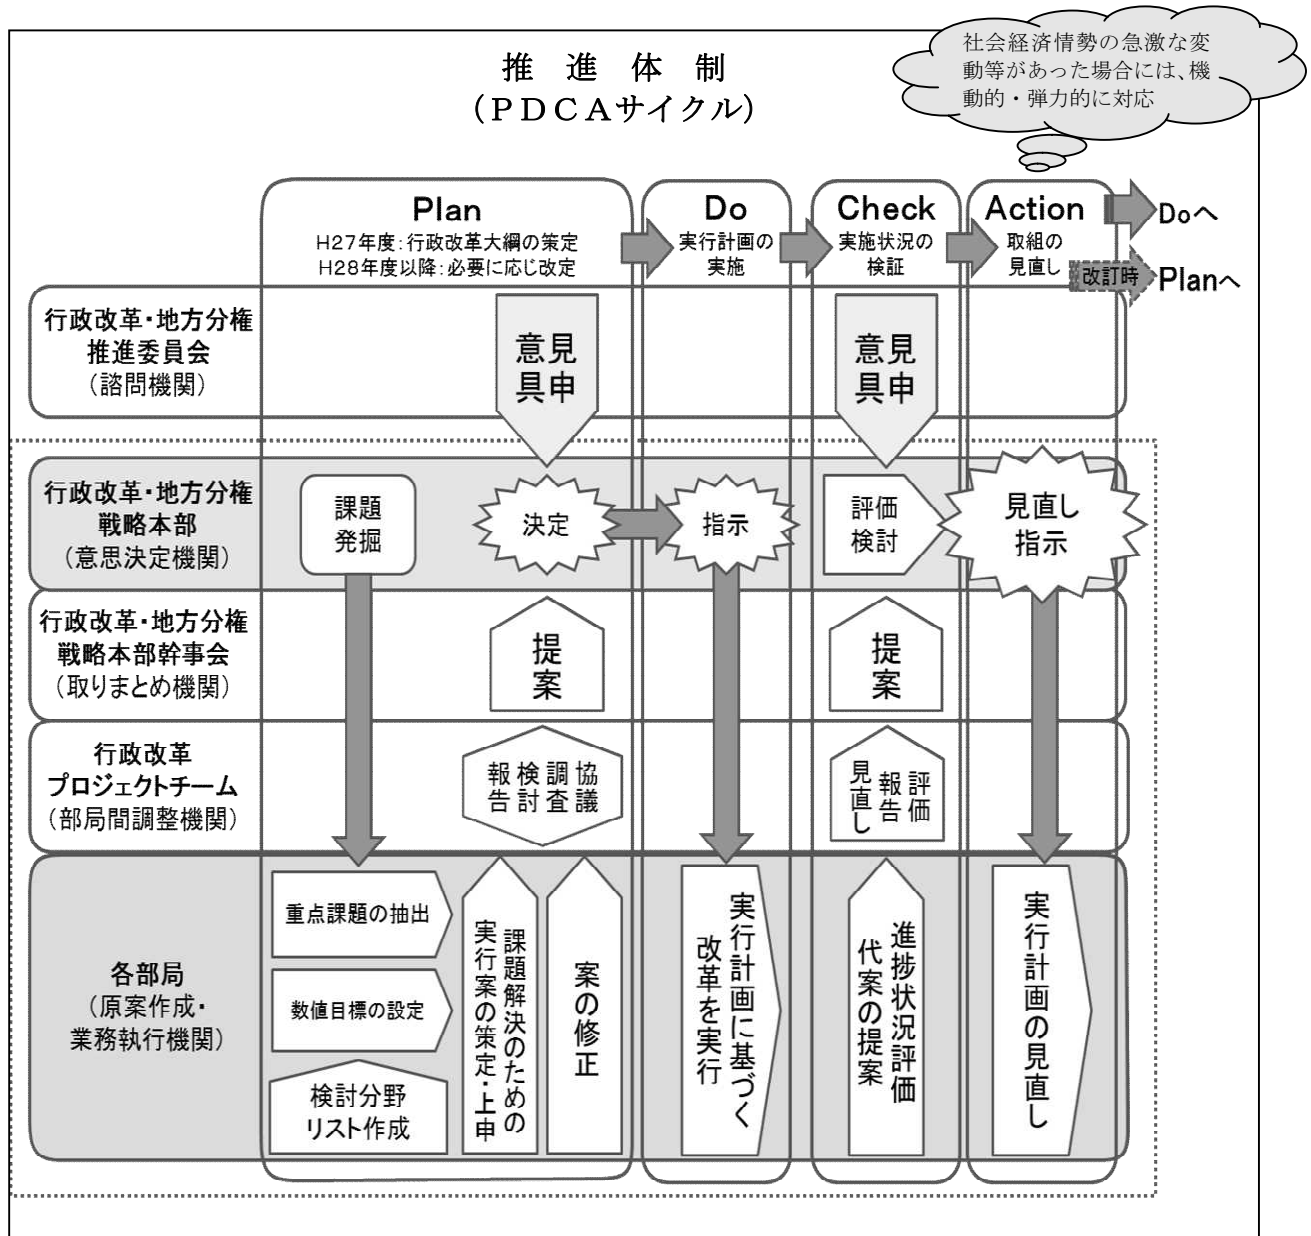 推 進 体 制
（ＰＤＣＡサイクル）
社会経済情勢の急激な変
動等があった場合には、機
動的・弾力的に対応
Plan
H27年度：行政改革大綱の策定
H28年度以降：必要に応じ改定
Do
実行計画の
実施
Check
実施状況の
検証
Action
取組の
見直し
Doへ
改訂時
Planへ
行政改革・地方分権
推進委員会
（諮問機関）
意見
具申
意見
具申
行政改革・地方分権
戦略本部
（意思決定機関）
課題
発掘
決定
指示
評価
検討
見直し
指示
行政改革・地方分権
戦略本部幹事会
（取りまとめ機関）
提案
提案
行政改革
プロジェクトチーム
（部局間調整機関）
協議
調査
検討
報告
評価
報告
見直し
各部局
（原案作成・
業務執行機関）
重点課題の抽出
数値目標の設定
検討分野
リスト作成
課題解決のための
実行案の策定・上申
案の修正
実行計画に基づく
改革を実行
進捗状況評価
代案の提案
実行計画の見直し